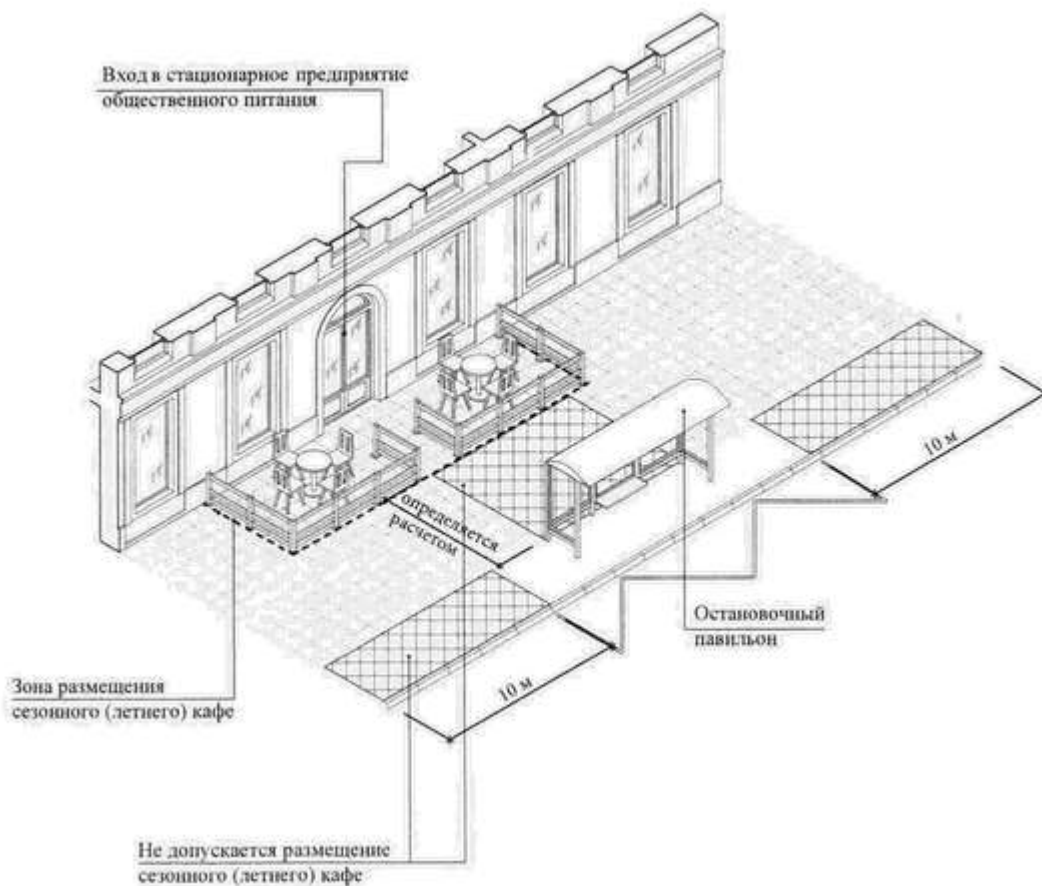 Вход в стационарное предприятие
общественного питания
10 м
определяется
расчетом
Остановочный
павильон
10 м
Зона размещения
сезонного (летнего) кафе
Не допускается размещение
сезонного (летнего) кафе